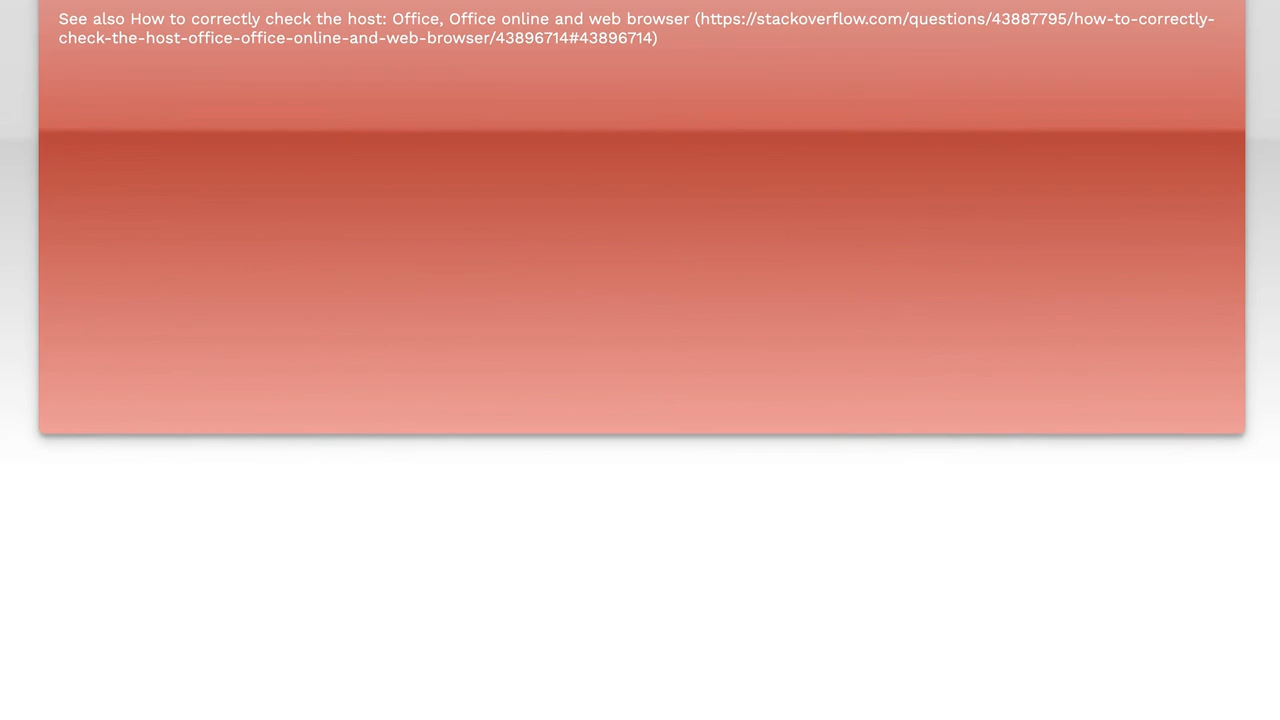 See also How to correctly check the host: Office, Office online and web browser (https://stackoverflow.com/questions/43887795/how-to-correctly-
check-the-host-office-office-online-and-web-browser/43896714#43896714)